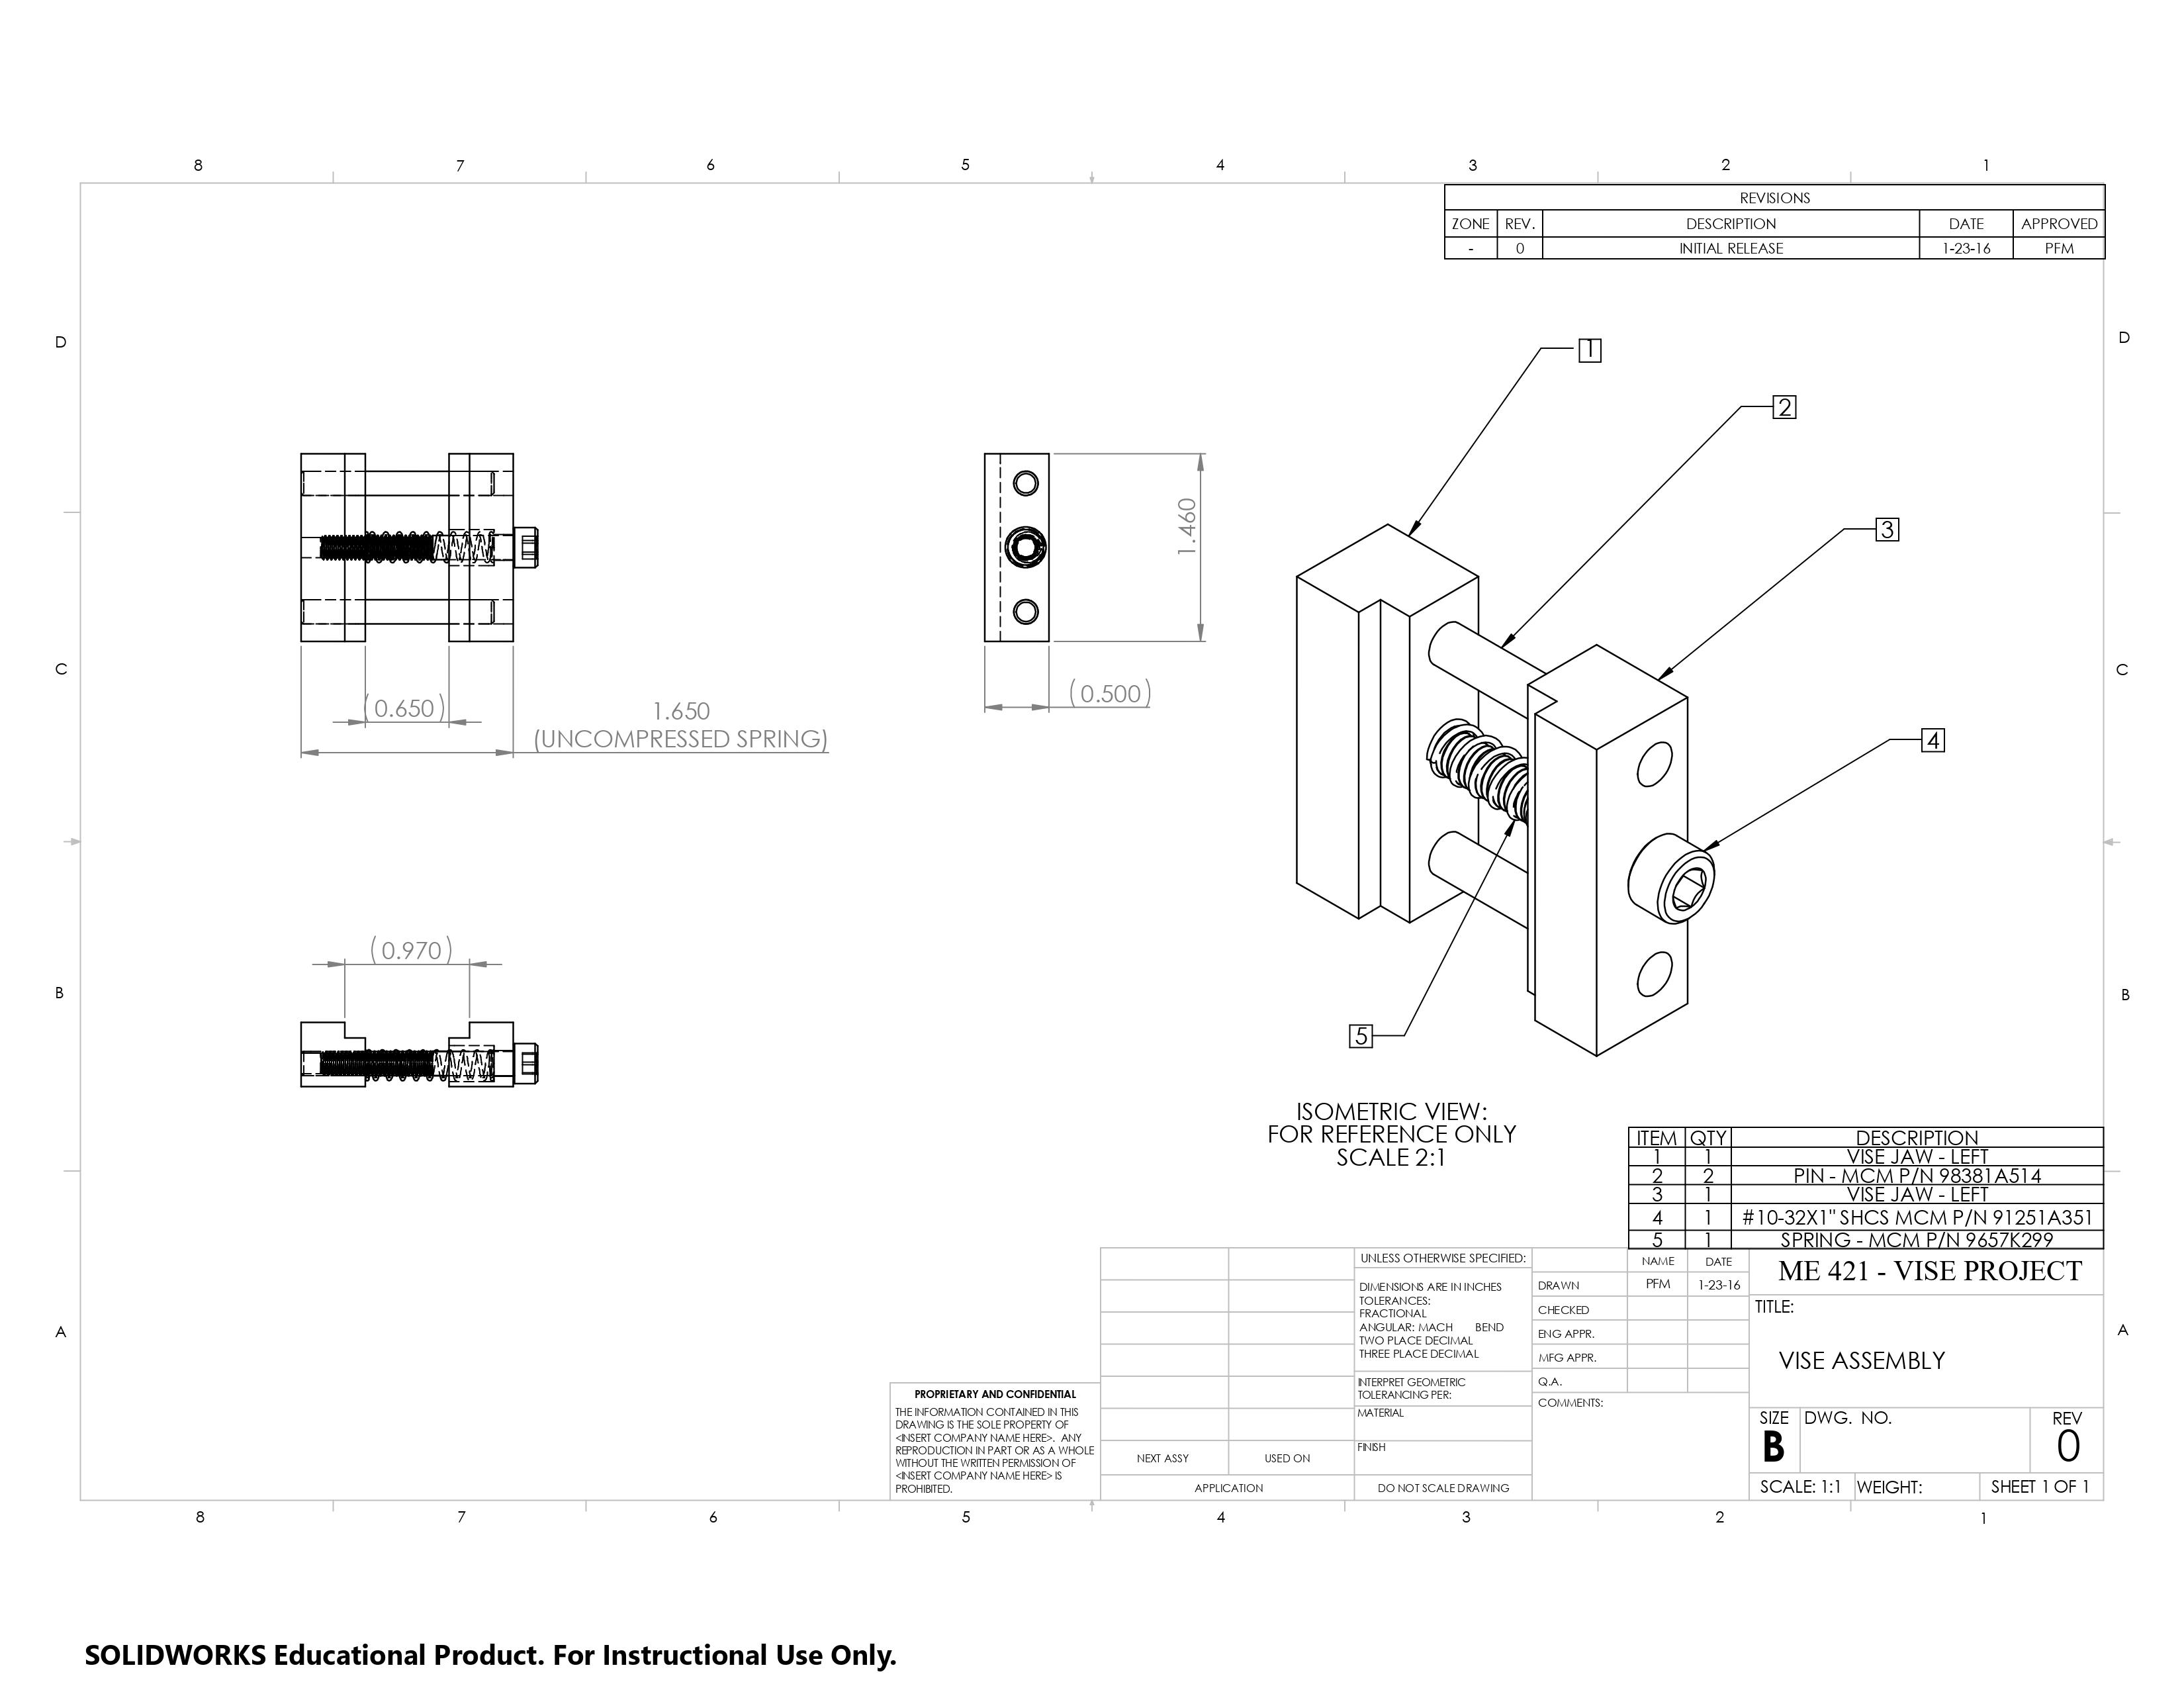 8 7 6 5 4 3 2 1
REVISIONS
ZONE REV. DESCRIPTION DATE APPROVED
- 0 INITIAL RELEASE 1-23-16 PFM
D D
1
2
3
4
5
1.460
(0.500)
C C
(0.650)
1.650
(UNCOMPRESSED SPRING)
(0.970)
B B
ISOMETRIC VIEW:
FOR REFERENCE ONLY
SCALE 2:1
ITEM QTY DESCRIPTION
1 1 VISE JAW - LEFT
2 2 PIN - MCM P/N 98381A514
3 1 VISE JAW - LEFT
4 1 #10-32X1" SHCS MCM P/N 91251A351
5 1 SPRING - MCM P/N 9657K299
A A
UNLESS OTHERWISE SPECIFIED:
DIMENSIONS ARE IN INCHES
TOLERANCES:
FRACTIONAL
ANGULAR: MACH BEND
TWO PLACE DECIMAL
THREE PLACE DECIMAL
INTERPRET GEOMETRIC
TOLERANCING PER:
MATERIAL
FINISH
DO NOT SCALE DRAWING
NAME DATE
DRAWN PFM 1-23-16
CHECKED
ENG APPR.
MFG APPR.
Q.A.
COMMENTS:
ME 421 - VISE PROJECT
TITLE:
VISE ASSEMBLY
SIZE DWG. NO. REV
B 0
SCALE: 1:1 WEIGHT: SHEET 1 OF 1
PROPRIETARY AND CONFIDENTIAL
THE INFORMATION CONTAINED IN THIS
DRAWING IS THE SOLE PROPERTY OF
<INSERT COMPANY NAME HERE>. ANY
REPRODUCTION IN PART OR AS A WHOLE
WITHOUT THE WRITTEN PERMISSION OF
<INSERT COMPANY NAME HERE> IS
PROHIBITED.
NEXT ASSY USED ON
APPLICATION
8 7 6 5 4 3 2 1
SOLIDWORKS Educational Product. For Instructional Use Only.